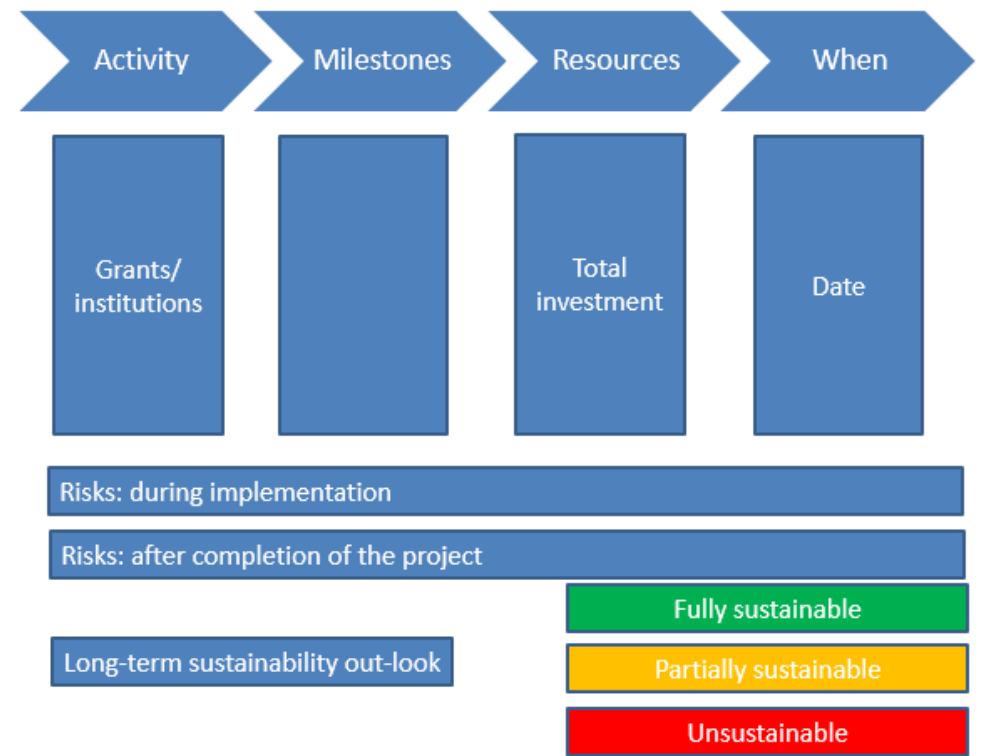 Activity
Milestones
Resources
When
Grants/
institutions
Total
investment
Date
Risks: during implementation
Risks: after completion of the project
Fully sustainable
Long-term sustainability out-look
Partially sustainable
Unsustainable